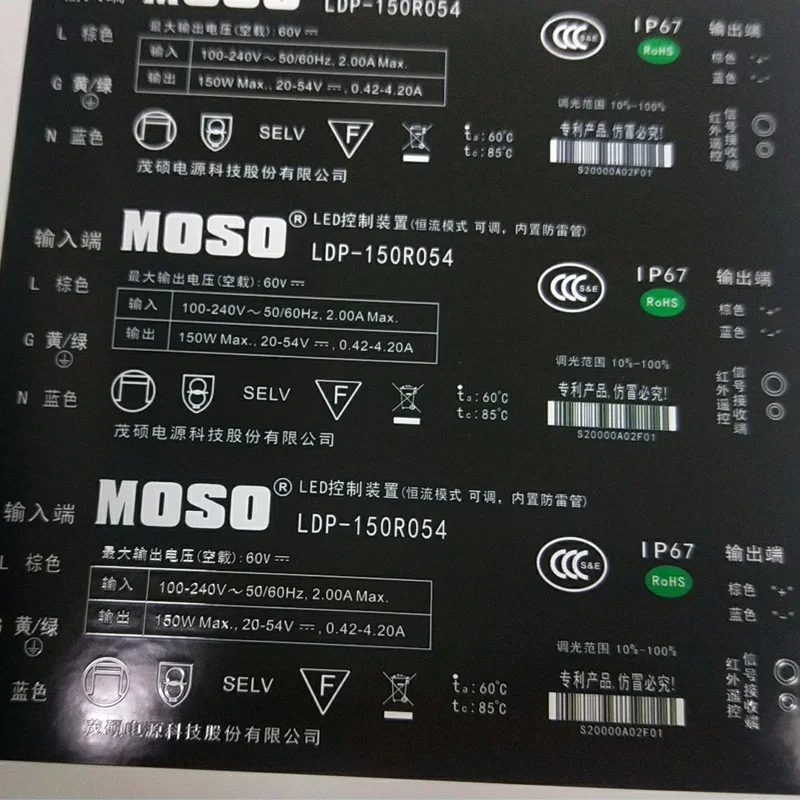 输入端
LDP-150R054
L 棕色
最大输出电压(空载):60V⎓
输入 100-240V～50/60Hz, 2.00A Max.
输出 150W Max., 20-54V ⎓, 0.42-4.20A
G 黄/绿
N 蓝色
SELV
F
ta:60℃
tc:85℃
茂硕电源科技股份有限公司
CCC S&E
IP67
RoHS
调光范围 10%-100%
专利产品,仿冒必究!
S20000A02F01
输出端
棕色 "+"
蓝色 "-"
红外遥控
信号接收端
输入端
MOSO® LED控制装置(恒流模式 可调, 内置防雷管)
LDP-150R054
L 棕色
最大输出电压(空载):60V⎓
输入 100-240V～50/60Hz, 2.00A Max.
输出 150W Max., 20-54V ⎓, 0.42-4.20A
G 黄/绿
N 蓝色
SELV
F
ta:60℃
tc:85℃
茂硕电源科技股份有限公司
CCC S&E
IP67
RoHS
调光范围 10%-100%
专利产品,仿冒必究!
S20000A02F01
输出端
棕色 "+"
蓝色 "-"
红外遥控
信号接收端
输入端
MOSO® LED控制装置(恒流模式 可调, 内置防雷管)
LDP-150R054
L 棕色
最大输出电压(空载):60V⎓
输入 100-240V～50/60Hz, 2.00A Max.
输出 150W Max., 20-54V ⎓, 0.42-4.20A
G 黄/绿
蓝色
SELV
F
ta:60℃
tc:85℃
茂硕电源科技股份有限公司
CCC S&E
IP67
RoHS
调光范围 10%-100%
专利产品,仿冒必究!
S20000A02F01
输出端
棕色 "+"
蓝色 "-"
红外遥控
信号接收端